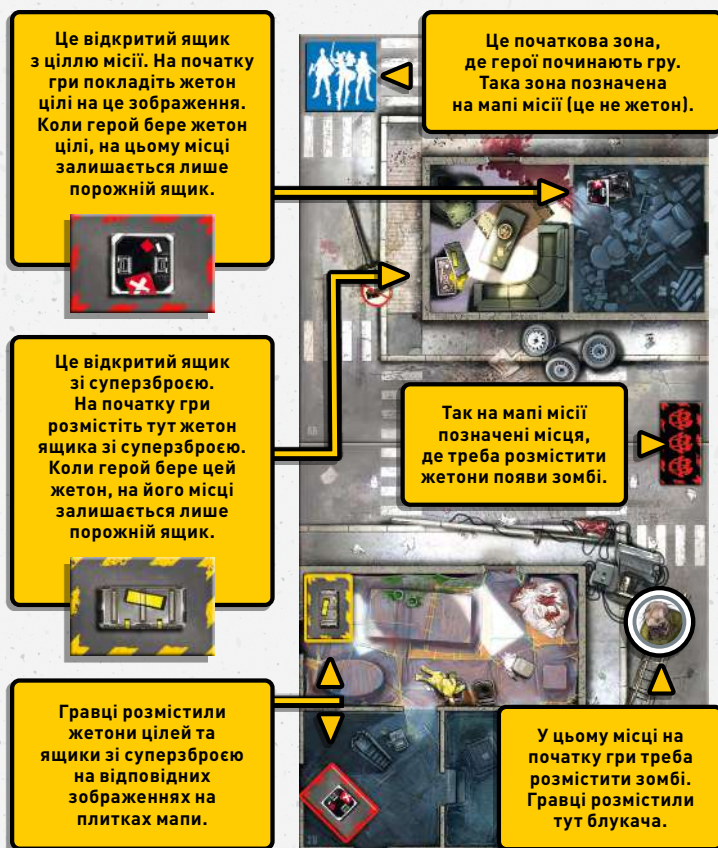 Це відкритий ящик
з ціллю місії. На початку
гри покладіть жетон
цілі на це зображення.
Коли герой бере жетон
цілі, на цьому місці
залишається лише
порожній ящик.
Це початкова зона,
де герої починають гру.
Така зона позначена
на мапі місії (це не жетон).
Це відкритий ящик
зі суперзброєю.
На початку гри
розмістіть тут жетон
ящика зі суперзброєю.
Коли герой бере цей
жетон, на його місці
залишається лише
порожній ящик.
Так на мапі місії
позначені місця,
де треба розмістити
жетони появи зомбі.
Гравці розмістили
жетони цілей та
ящики зі суперзброєю
на відповідних
зображеннях на
плитках мапи.
У цьому місці на
початку гри треба
розмістити зомбі.
Гравці розмістили
тут блукача.